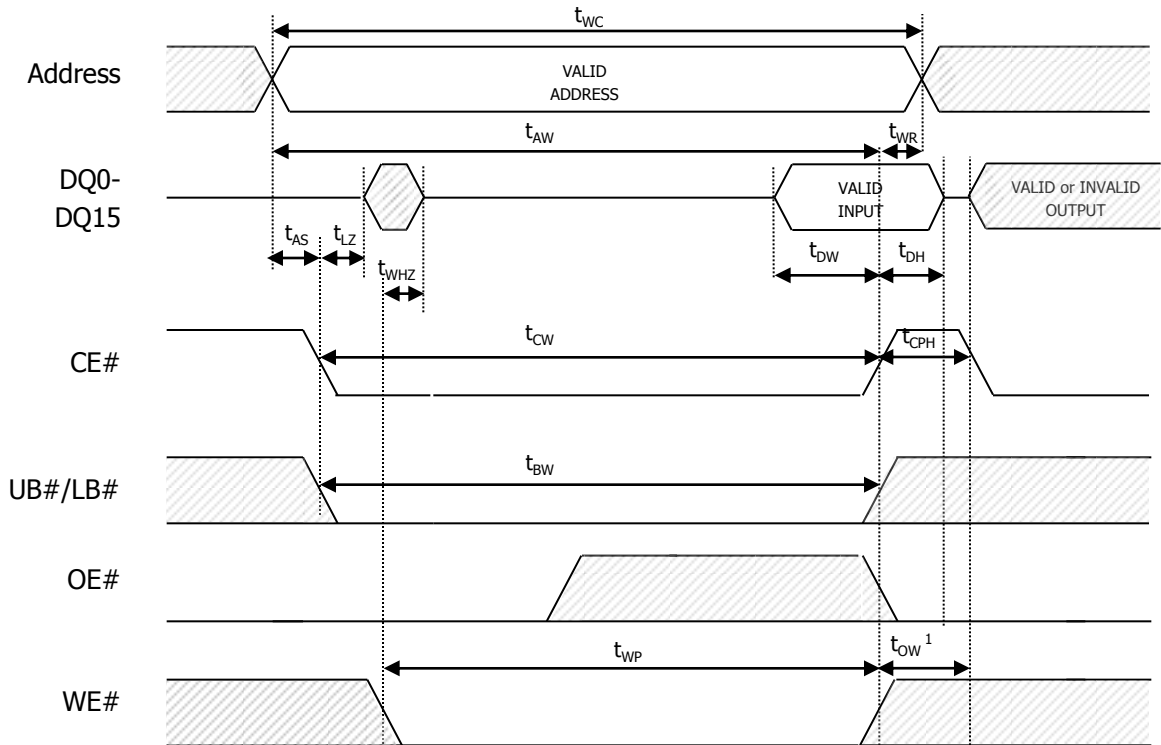 tWC
Address
VALID
ADDRESS
tAW
tWR
DQ0-
DQ15
VALID
INPUT
VALID or INVALID
OUTPUT
tAS
tLZ
tWHZ
tDW
tDH
CE#
tCW
tCPH
UB#/LB#
tBW
OE#
tWP
tOW 1
WE#